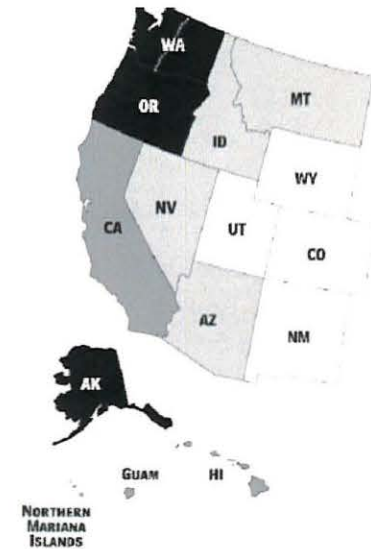 WA
OR
MT
ID
WY
NV
UT
CA
CO
AZ
NM
AK
GUAM
HI
NORTHERN
MARIANA
ISLANDS